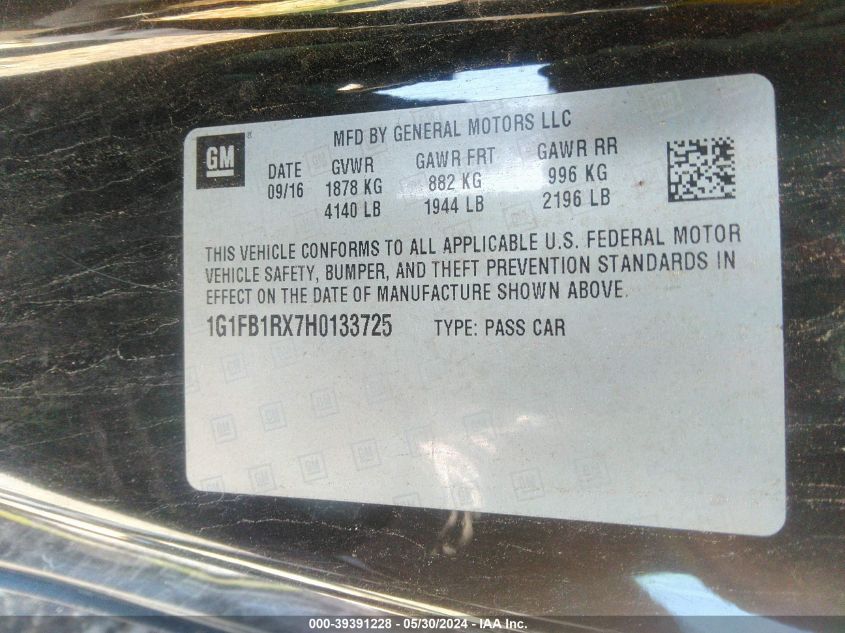 GM ®
MFD BY GENERAL MOTORS LLC
DATE GVWR GAWR FRT GAWR RR
09/16 1878 KG 882 KG 996 KG
4140 LB 1944 LB 2196 LB
THIS VEHICLE CONFORMS TO ALL APPLICABLE U.S. FEDERAL MOTOR
VEHICLE SAFETY, BUMPER, AND THEFT PREVENTION STANDARDS IN
EFFECT ON THE DATE OF MANUFACTURE SHOWN ABOVE.
1G1FB1RX7H0133725 TYPE: PASS CAR
000-39391228 - 05/30/2024 - IAA Inc.